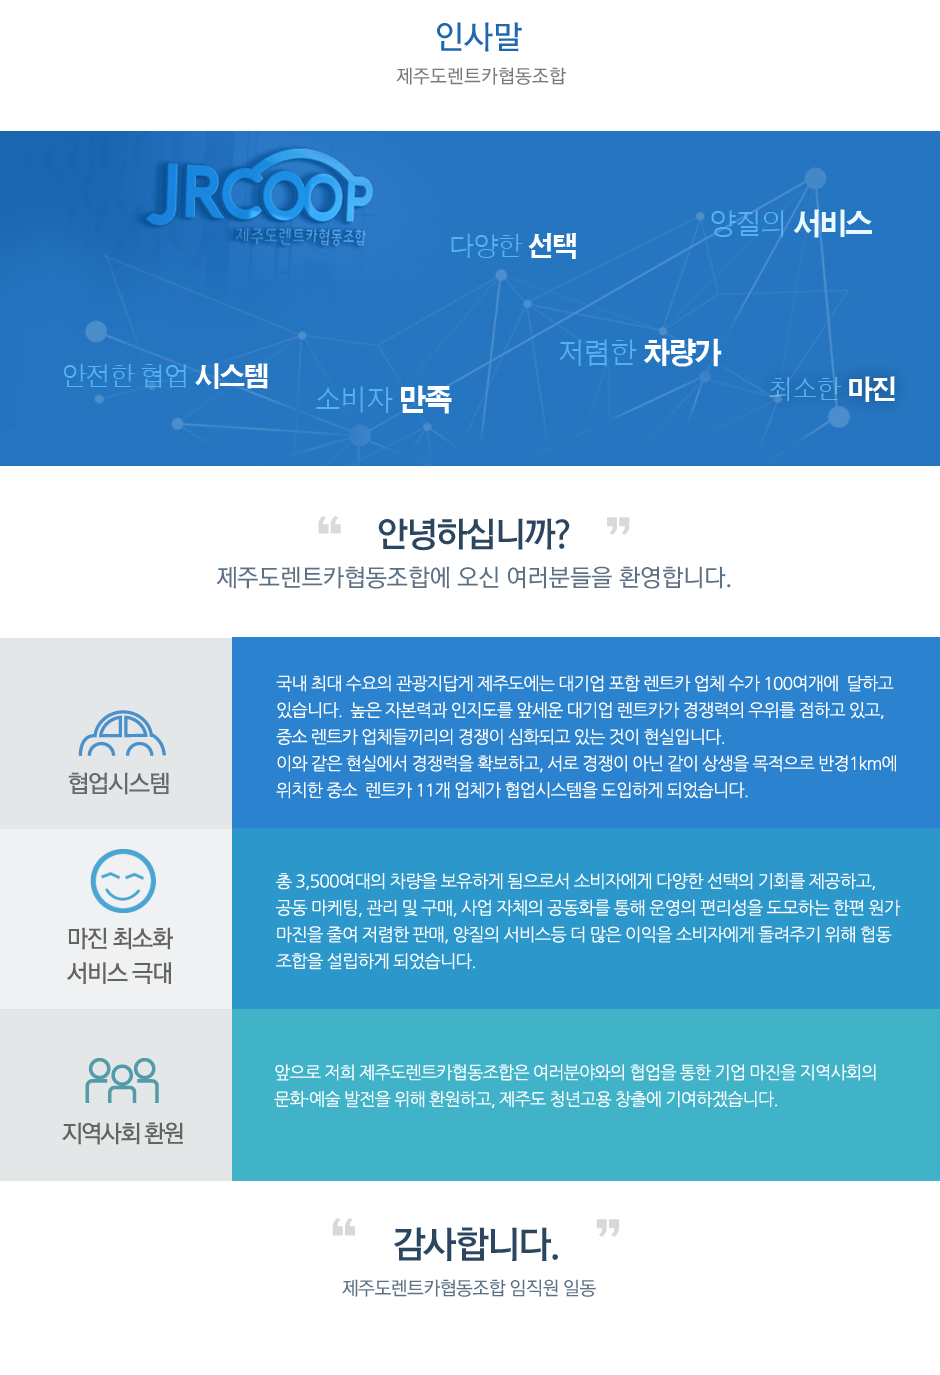 인사말
제주도렌트카협동조합
JRCOOP
제주도렌트카협동조합
다양한 선택
양질의 서비스
안전한 협업 시스템
소비자 만족
저렴한 차량가
최소한 마진
❝ 안녕하십니까? ❞
제주도렌트카협동조합에 오신 여러분들을 환영합니다.
협업시스템
국내 최대 수요의 관광지답게 제주도에는 대기업 포함 렌트카 업체 수가 100여개에 달하고
있습니다. 높은 자본력과 인지도를 앞세운 대기업 렌트카가 경쟁력의 우위를 점하고 있고,
중소 렌트카 업체들끼리의 경쟁이 심화되고 있는 것이 현실입니다.
이와 같은 현실에서 경쟁력을 확보하고, 서로 경쟁이 아닌 같이 상생을 목적으로 반경1km에
위치한 중소 렌트카 11개 업체가 협업시스템을 도입하게 되었습니다.
마진 최소화
서비스 극대
총 3,500여대의 차량을 보유하게 됨으로서 소비자에게 다양한 선택의 기회를 제공하고,
공동 마케팅, 관리 및 구매, 사업 자체의 공동화를 통해 운영의 편리성을 도모하는 한편 원가
마진을 줄여 저렴한 판매, 양질의 서비스등 더 많은 이익을 소비자에게 돌려주기 위해 협동
조합을 설립하게 되었습니다.
지역사회 환원
앞으로 저희 제주도렌트카협동조합은 여러분야와의 협업을 통한 기업 마진을 지역사회의
문화·예술 발전을 위해 환원하고, 제주도 청년고용 창출에 기여하겠습니다.
❝ 감사합니다. ❞
제주도렌트카협동조합 임직원 일동